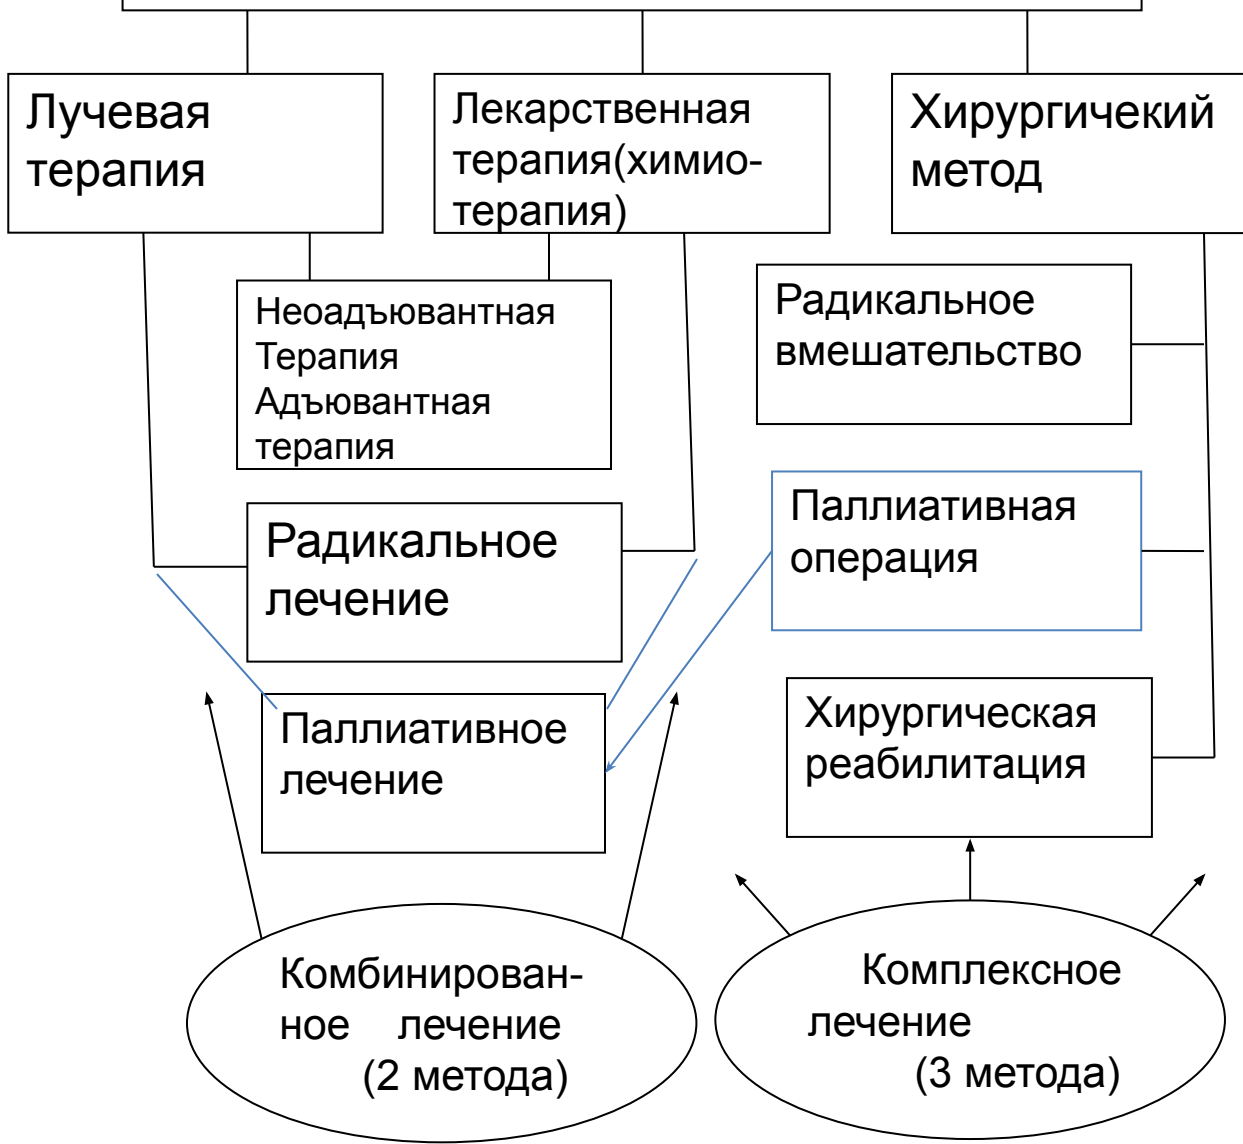 Лучевая
терапия
Лекарственная
терапия(химио-
терапия)
Хирургичекий
метод
Неоадъювантная
Терапия
Адъювантная
терапия
Радикальное
вмешательство
Радикальное
лечение
Паллиативная
операция
Паллиативное
лечение
Хирургическая
реабилитация
Комбинирован-
ное лечение
(2 метода)
Комплексное
лечение
(3 метода)